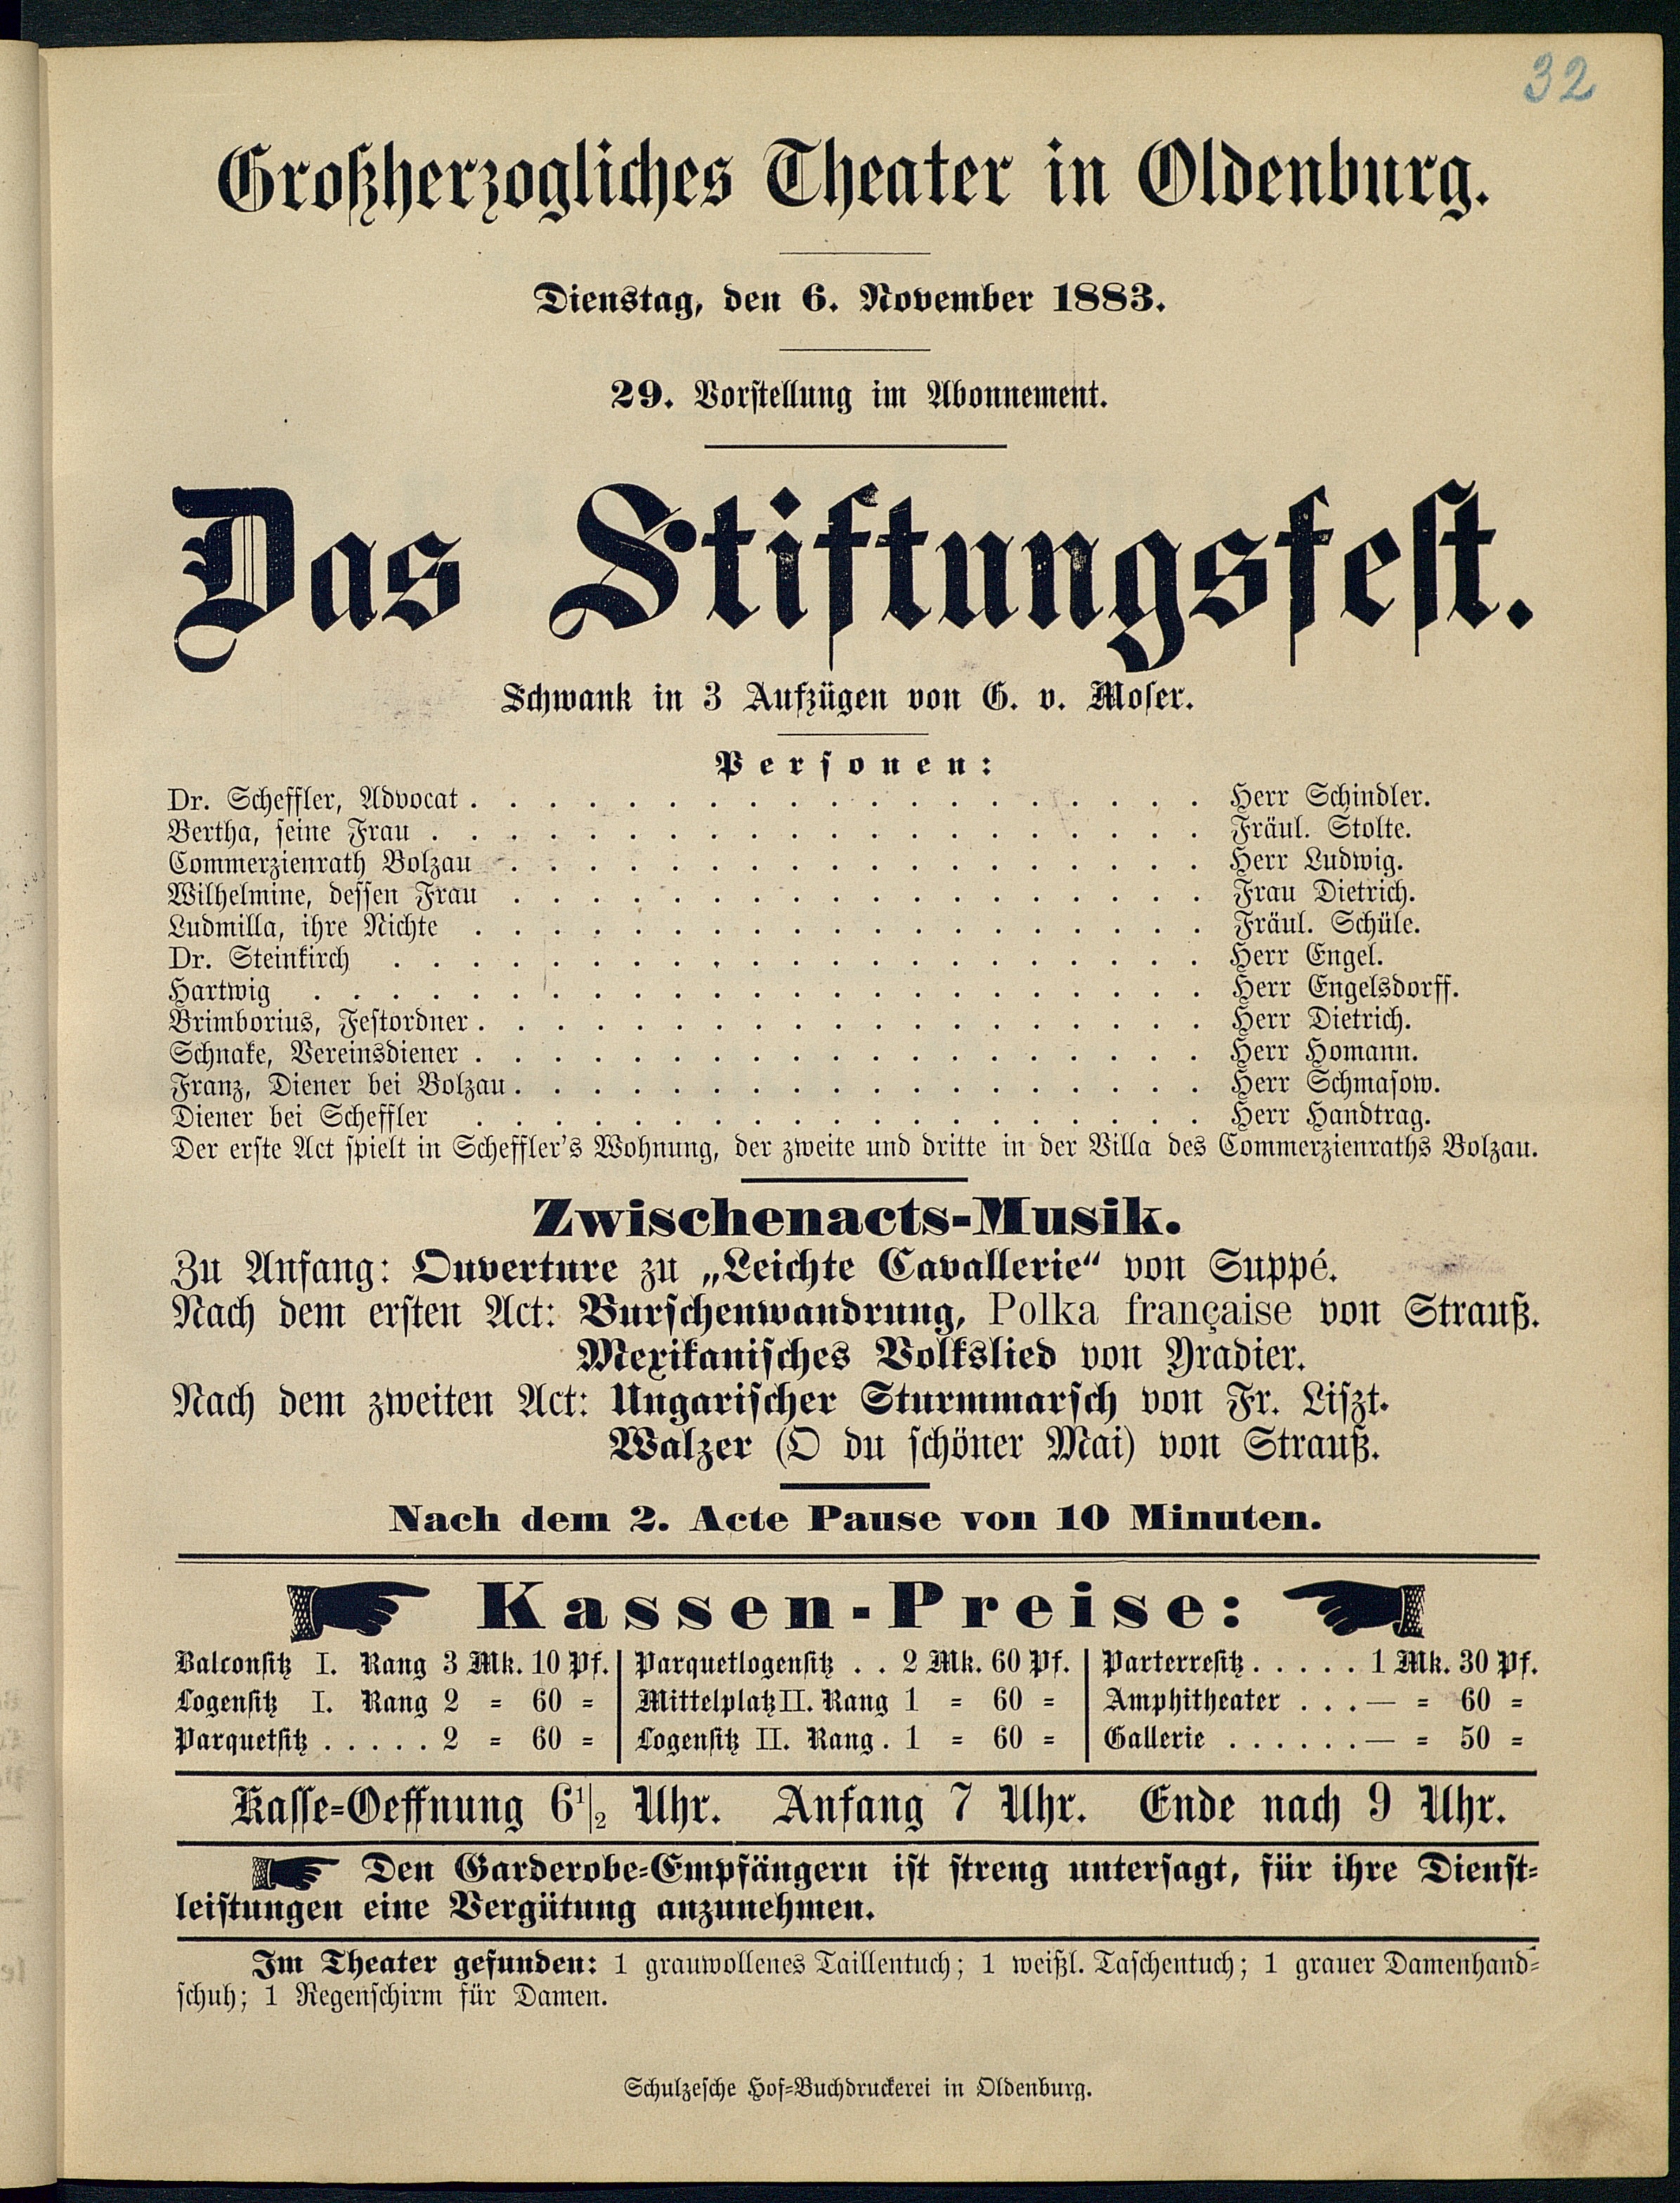 32
Großherzogliches Theater in Oldenburg.
Dienstag, den 6. November 1883.
29. Vorstellung im Abonnement.
Das Stiftungsfest.
Schwank in 3 Aufzügen von G. v. Moser.
Personen:
Dr. Scheffler, Advocat . . . . . . . . . . . . . . . . . . . Herr Schindler.
Bertha, seine Frau . . . . . . . . . . . . . . . . . . . . Fräul. Stolte.
Commerzienrath Bolzau . . . . . . . . . . . . . . . . . . Herr Ludwig.
Wilhelmine, dessen Frau . . . . . . . . . . . . . . . . . . Frau Dietrich.
Ludmilla, ihre Nichte . . . . . . . . . . . . . . . . . . . Fräul. Schüle.
Dr. Steinkirch . . . . . . . . . . . . . . . . . . . . . Herr Engel.
Hartwig . . . . . . . . . . . . . . . . . . . . . . . Herr Engelsdorff.
Brimborius, Festordner . . . . . . . . . . . . . . . . . . . Herr Dietrich.
Schnake, Vereinsdiener . . . . . . . . . . . . . . . . . . . Herr Homann.
Franz, Diener bei Bolzau . . . . . . . . . . . . . . . . . . Herr Schmasow.
Diener bei Scheffler . . . . . . . . . . . . . . . . . . . Herr Handtrag.
Der erste Act spielt in Scheffler's Wohnung, der zweite und dritte in der Villa des Commerzienraths Bolzau.
Zwischenacts-Musik.
Zu Anfang: Ouverture zu „Leichte Cavallerie“ von Suppé.
Nach dem ersten Act: Burschenwandrung, Polka française von Strauß.
Mexikanisches Volkslied von Yradier.
Nach dem zweiten Act: Ungarischer Sturmmarsch von Fr. Liszt.
Walzer (O du schöner Mai) von Strauß.
Nach dem 2. Acte Pause von 10 Minuten.
Kassen-Preise:
Balconsitz I. Rang 3 Mk. 10 Pf. | Parquetlogensitz . . 2 Mk. 60 Pf. | Parterresitz . . . . . 1 Mk. 30 Pf.
Logensitz I. Rang 2 = 60 = | Mittelplatz II. Rang 1 = 60 = | Amphitheater . . . — = 60 =
Parquetsitz . . . . . 2 = 60 = | Logensitz II. Rang . 1 = 60 = | Gallerie . . . . . . — = 50 =
Kasse-Oeffnung 6 1/2 Uhr. Anfang 7 Uhr. Ende nach 9 Uhr.
Den Garderobe-Empfängern ist streng untersagt, für ihre Dienst-
leistungen eine Vergütung anzunehmen.
Im Theater gefunden: 1 grauwollenes Taillentuch; 1 weißl. Taschentuch; 1 grauer Damenhand-
schuh; 1 Regenschirm für Damen.
Schulzesche Hof-Buchdruckerei in Oldenburg.